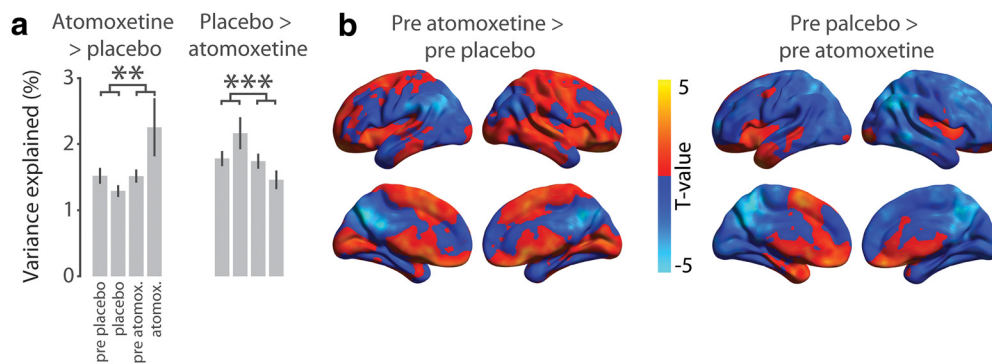 a
Atomoxetine
> placebo
Placebo >
atomoxetine
Variance explained (%)
3
2
1
0
**
***
pre placebo
placebo
pre atomox.
atomox.
b
Pre atomoxetine >
pre placebo
Pre palcebo >
pre atomoxetine
5
T-value
-5